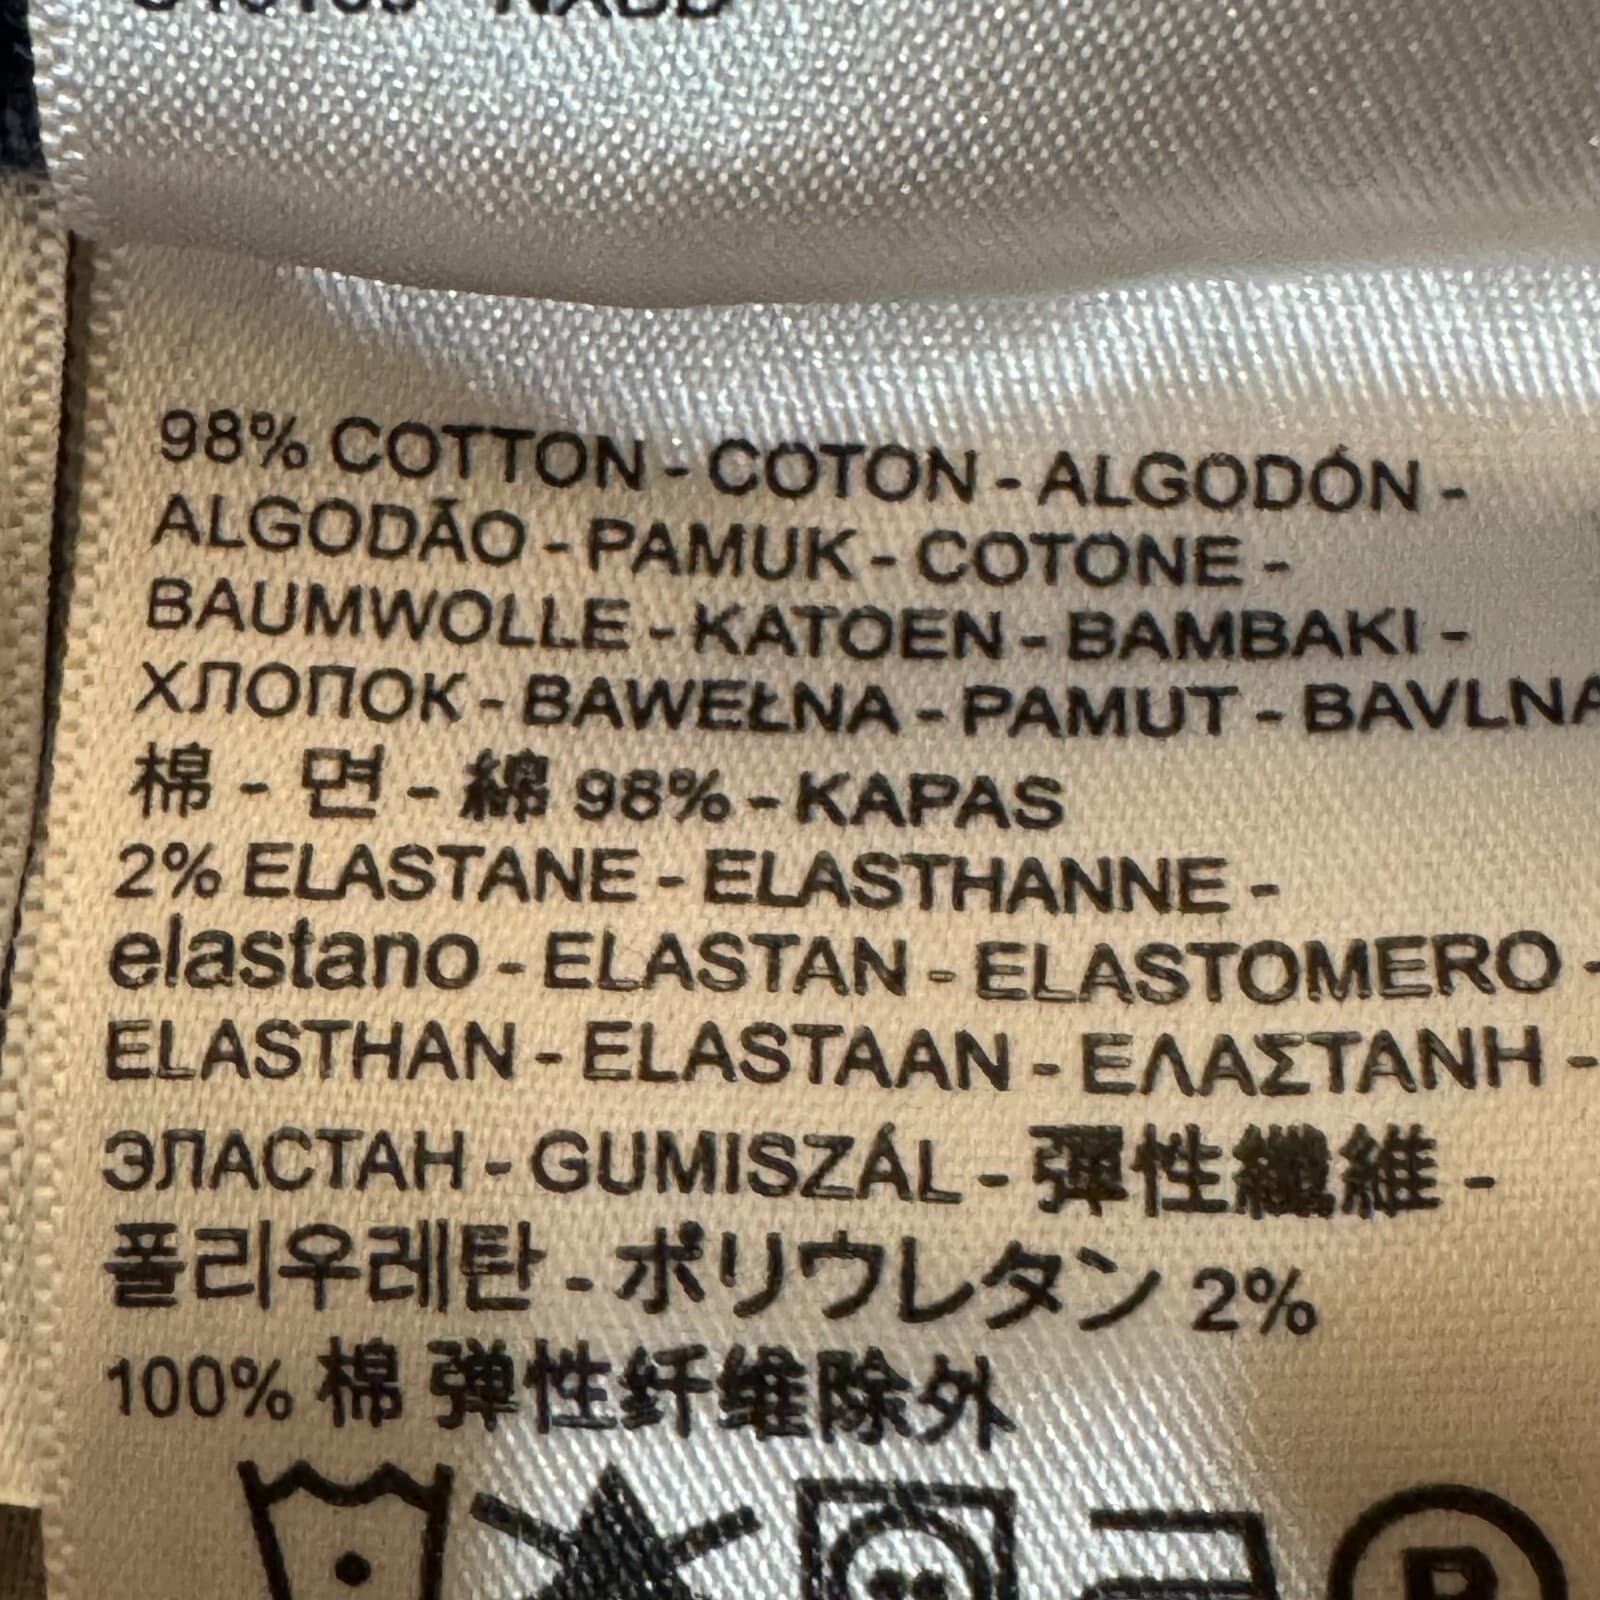 98% COTTON - COTON - ALGODÓN -
ALGODÃO - PAMUK - COTONE -
BAUMWOLLE - KATOEN - BAMBAKI -
ХЛОПОК - BAWEŁNA - PAMUT - BAVLNA
棉 - 면 - 綿 98% - KAPAS
2% ELASTANE - ELASTHANNE -
elastano - ELASTAN - ELASTOMERO -
ELASTHAN - ELASTAAN - ΕΛΑΣΤΑΝΗ -
ЭЛАСТАН - GUMISZÁL - 彈性纖維 -
폴리우레탄 - ポリウレタン 2%
100% 棉 弹性纤维除外
P